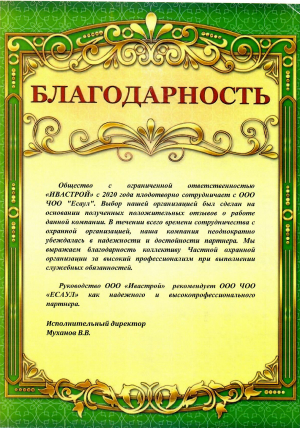 БЛАГОДАРНОСТЬ
Общество с ограниченной ответственностью
«ИВАСТРОЙ» с 2020 года плодотворно сотрудничает с ООО
ЧОО "Есаул". Выбор нашей организацией был сделан на
основании полученных положительных отзывов о работе
данной компании. В течении всего времени сотрудничества с
охранной организацией, наша компания неоднократно
убеждалась в надежности и достойности партнера. Мы
выражаем благодарность коллективу Частной охранной
организации за высокий профессионализм при выполнении
служебных обязанностей.
Руководство ООО «Ивастрой» рекомендует ООО ЧОО
«ЕСАУЛ» как надежного и высокопрофессионального
партнера.
Исполнительный директор
Муханов В.В.